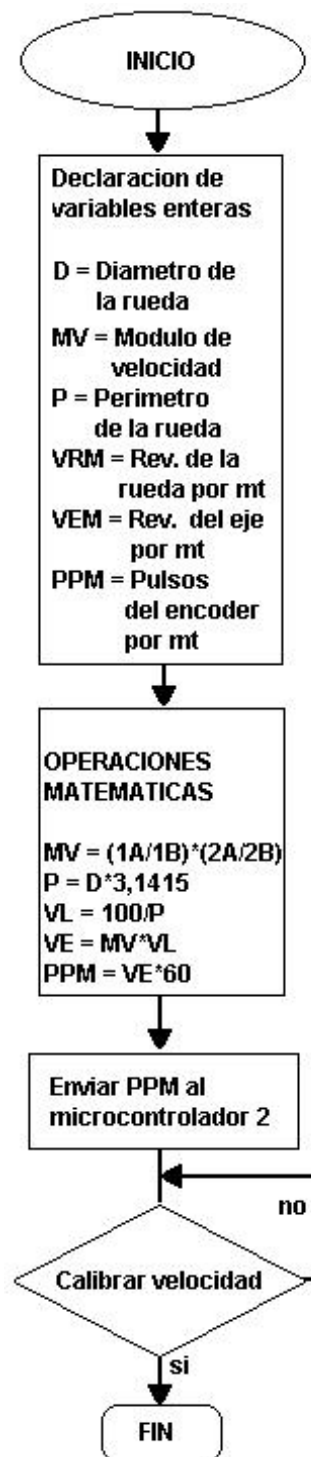 INICIO
Declaracion de
variables enteras
D = Diametro de
la rueda
MV = Modulo de
velocidad
P = Perimetro
de la rueda
VRM = Rev. de la
rueda por mt
VEM = Rev. del eje
por mt
PPM = Pulsos
del encoder
por mt
OPERACIONES
MATEMATICAS
MV = (1A/1B)*(2A/2B)
P = D*3,1415
VL = 100/P
VE = MV*VL
PPM = VE*60
Enviar PPM al
microcontrolador 2
no
Calibrar velocidad
si
FIN